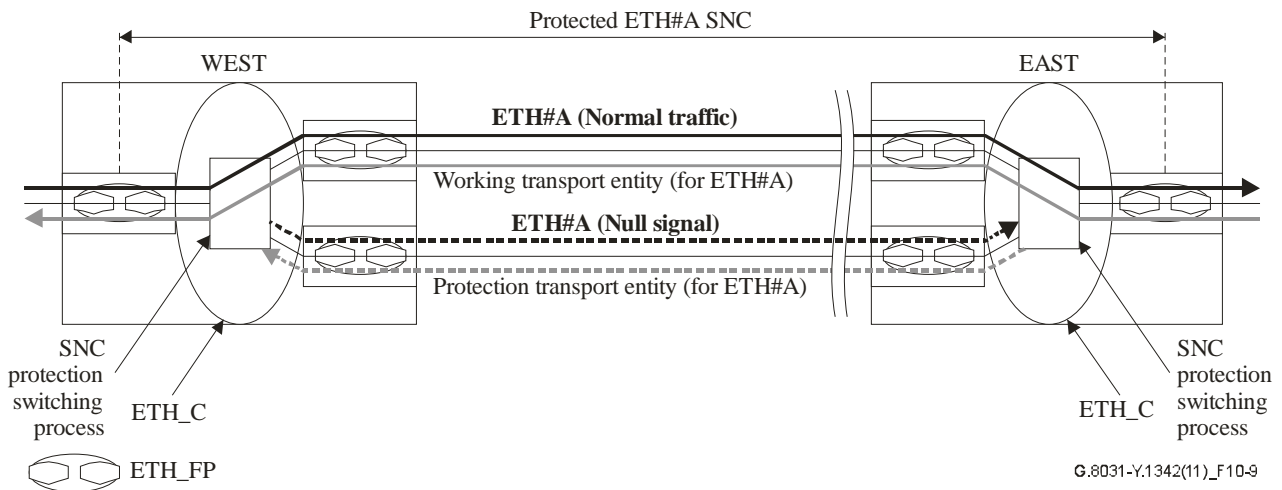 Protected ETH#A SNC
WEST
EAST
ETH#A (Normal traffic)
Working transport entity (for ETH#A)
ETH#A (Null signal)
Protection transport entity (for ETH#A)
SNC
protection
switching
process
ETH_C
ETH_C
SNC
protection
switching
process
ETH_FP
G.8031-Y.1342(11)_F10-9